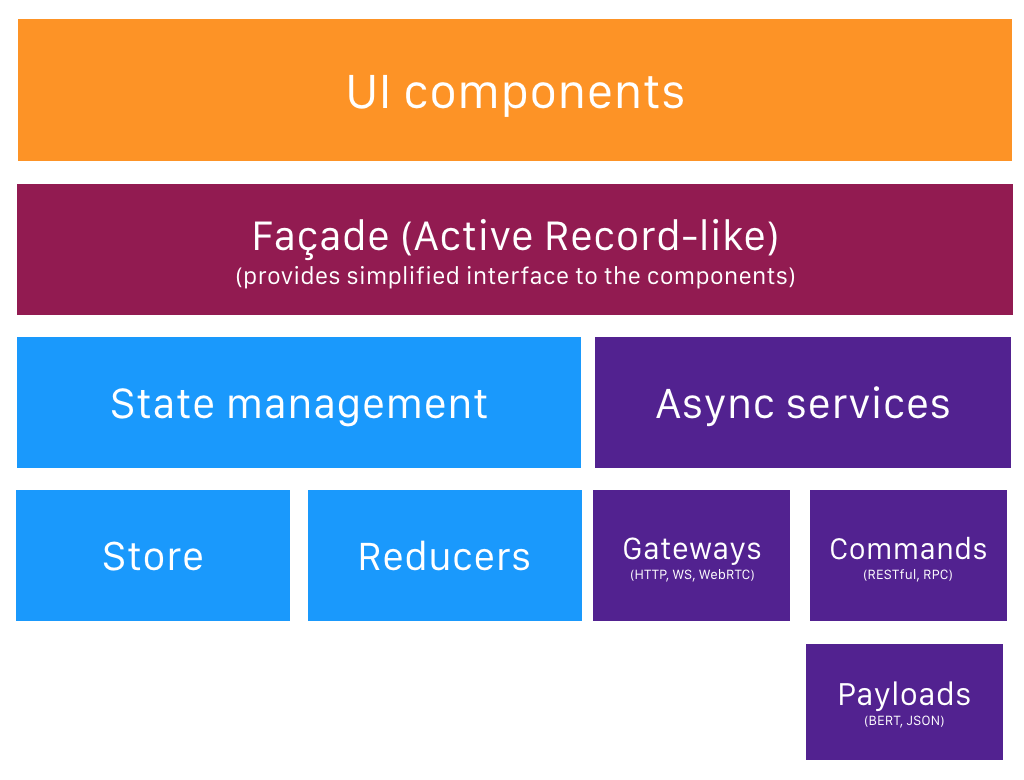 UI components
Façade (Active Record-like)
(provides simplified interface to the components)
State management
Async services
Store
Reducers
Gateways
(HTTP, WS, WebRTC)
Commands
(RESTful, RPC)
Payloads
(BERT, JSON)